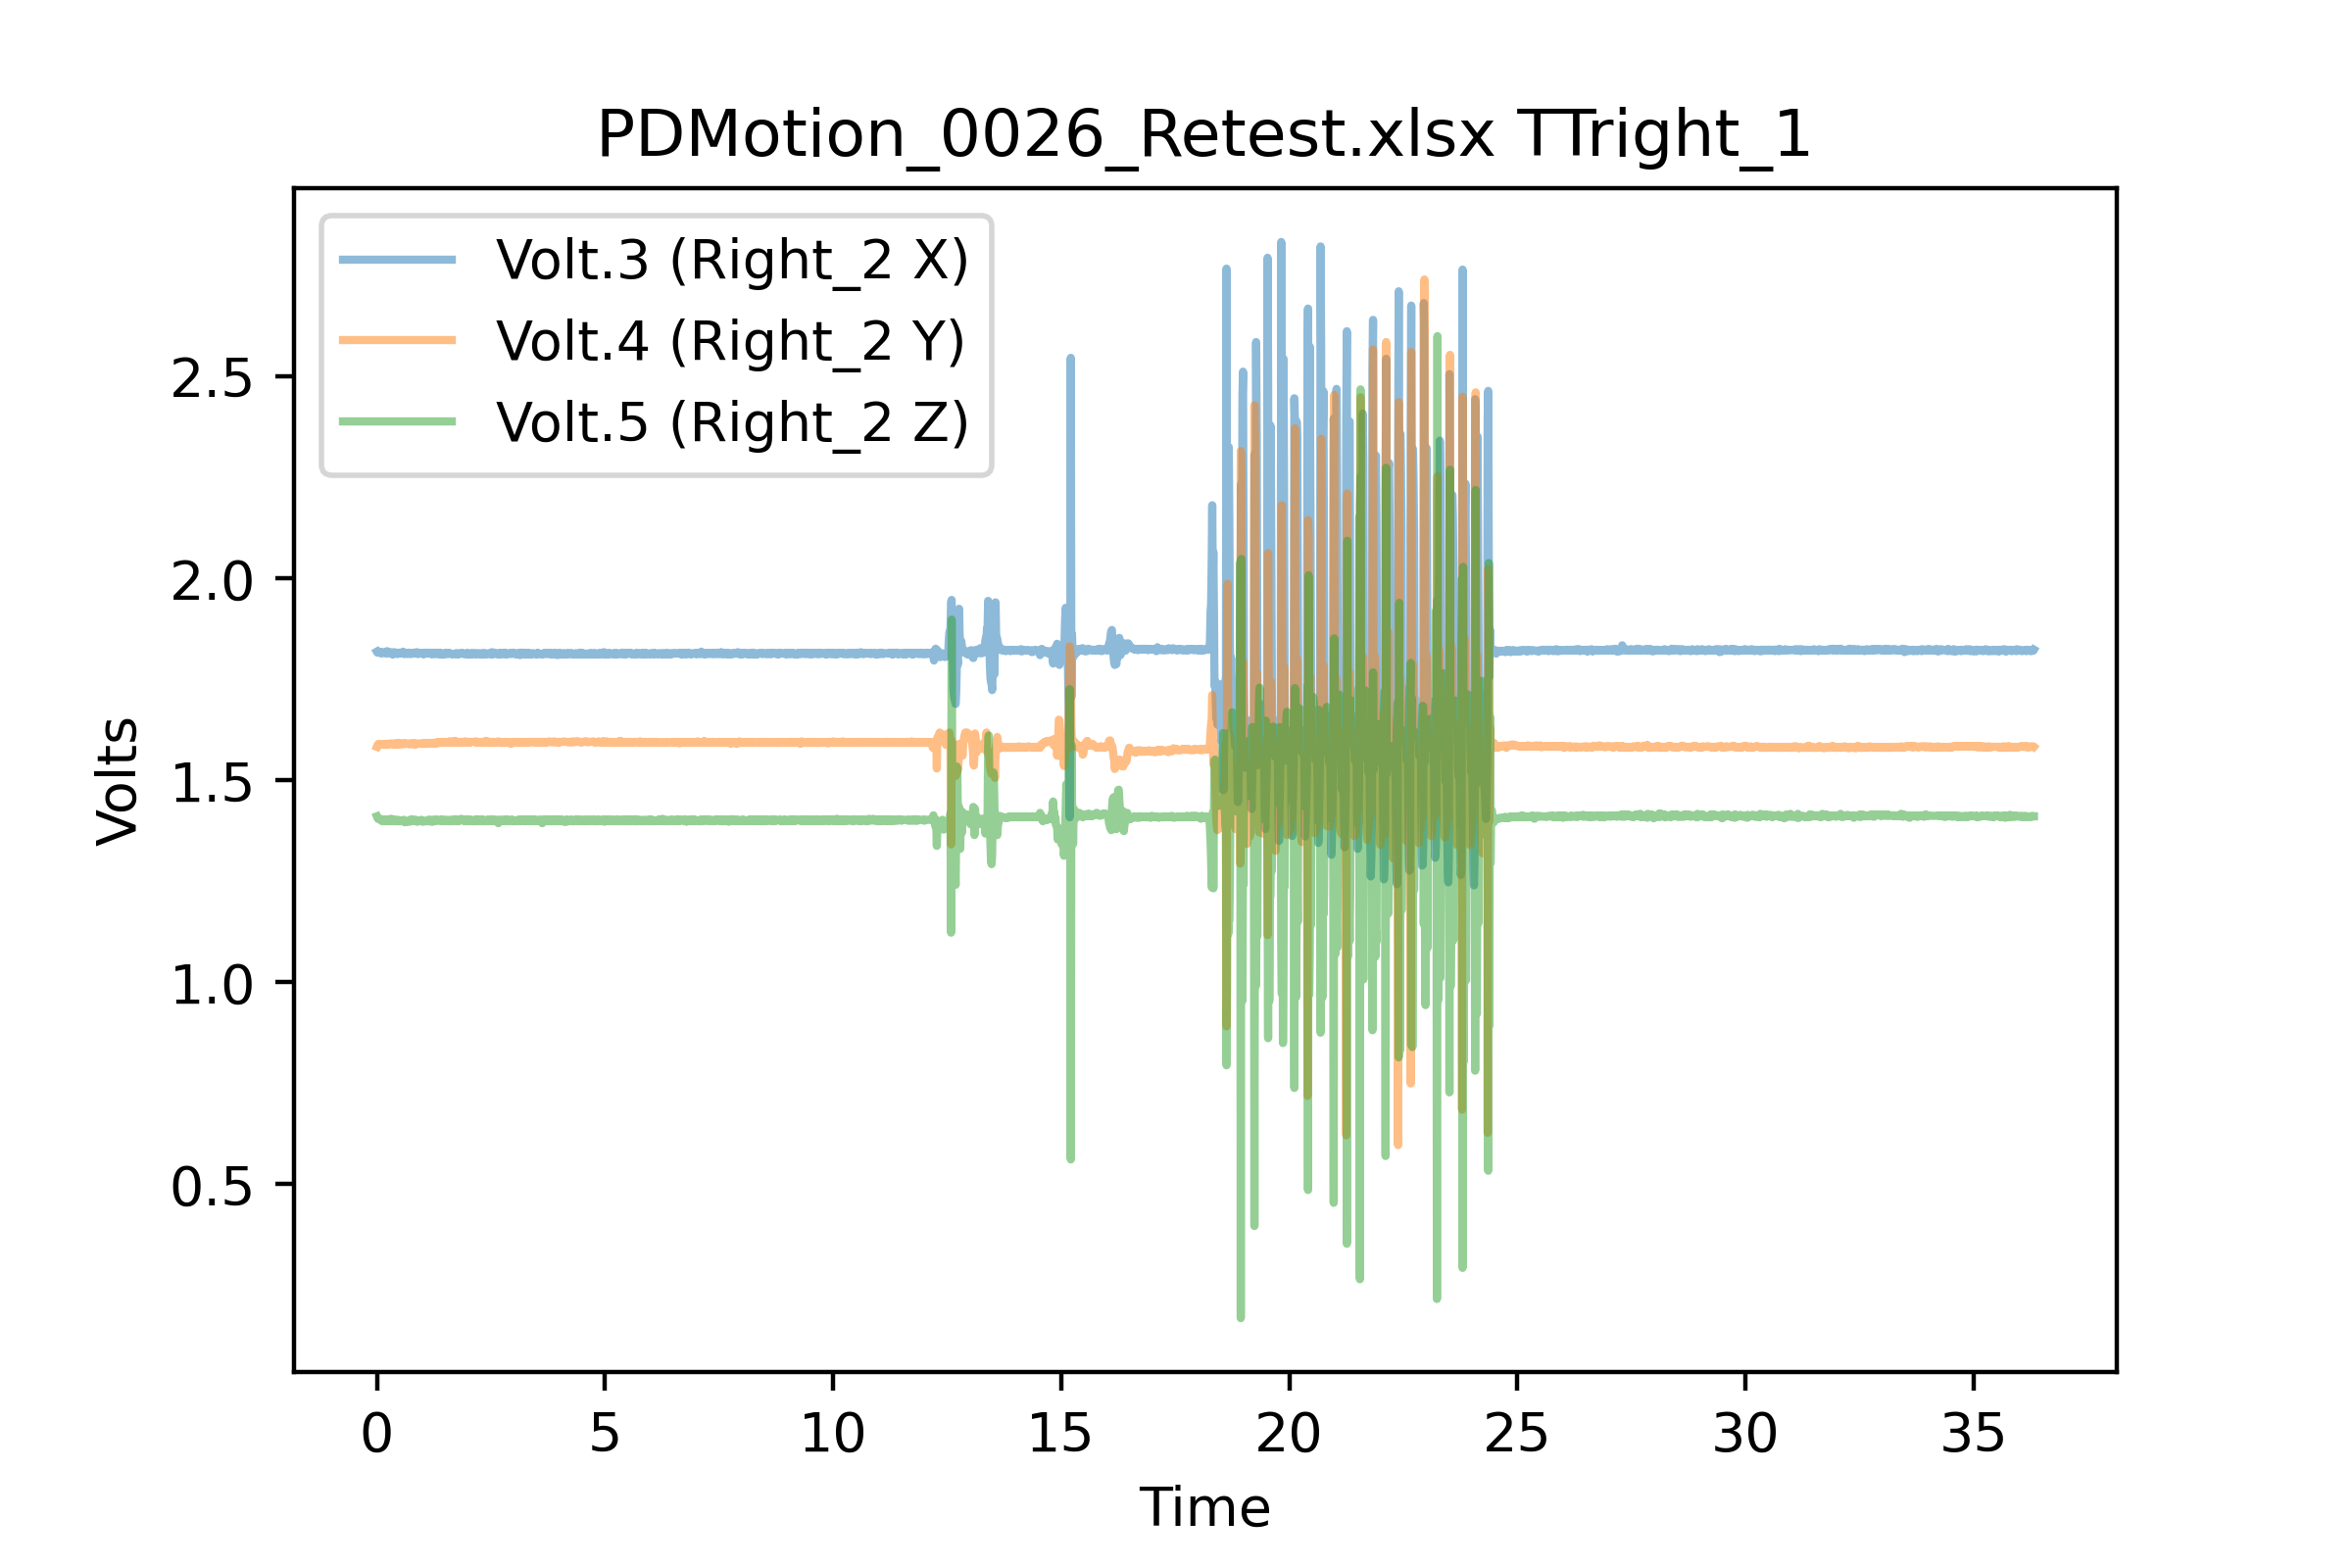 PDMotion_0026_Retest.xlsx TTright_1
Volt.3 (Right_2 X)
Volt.4 (Right_2 Y)
Volt.5 (Right_2 Z)
2.5
2.0
1.5
1.0
0.5
Volts
0 5 10 15 20 25 30 35
Time